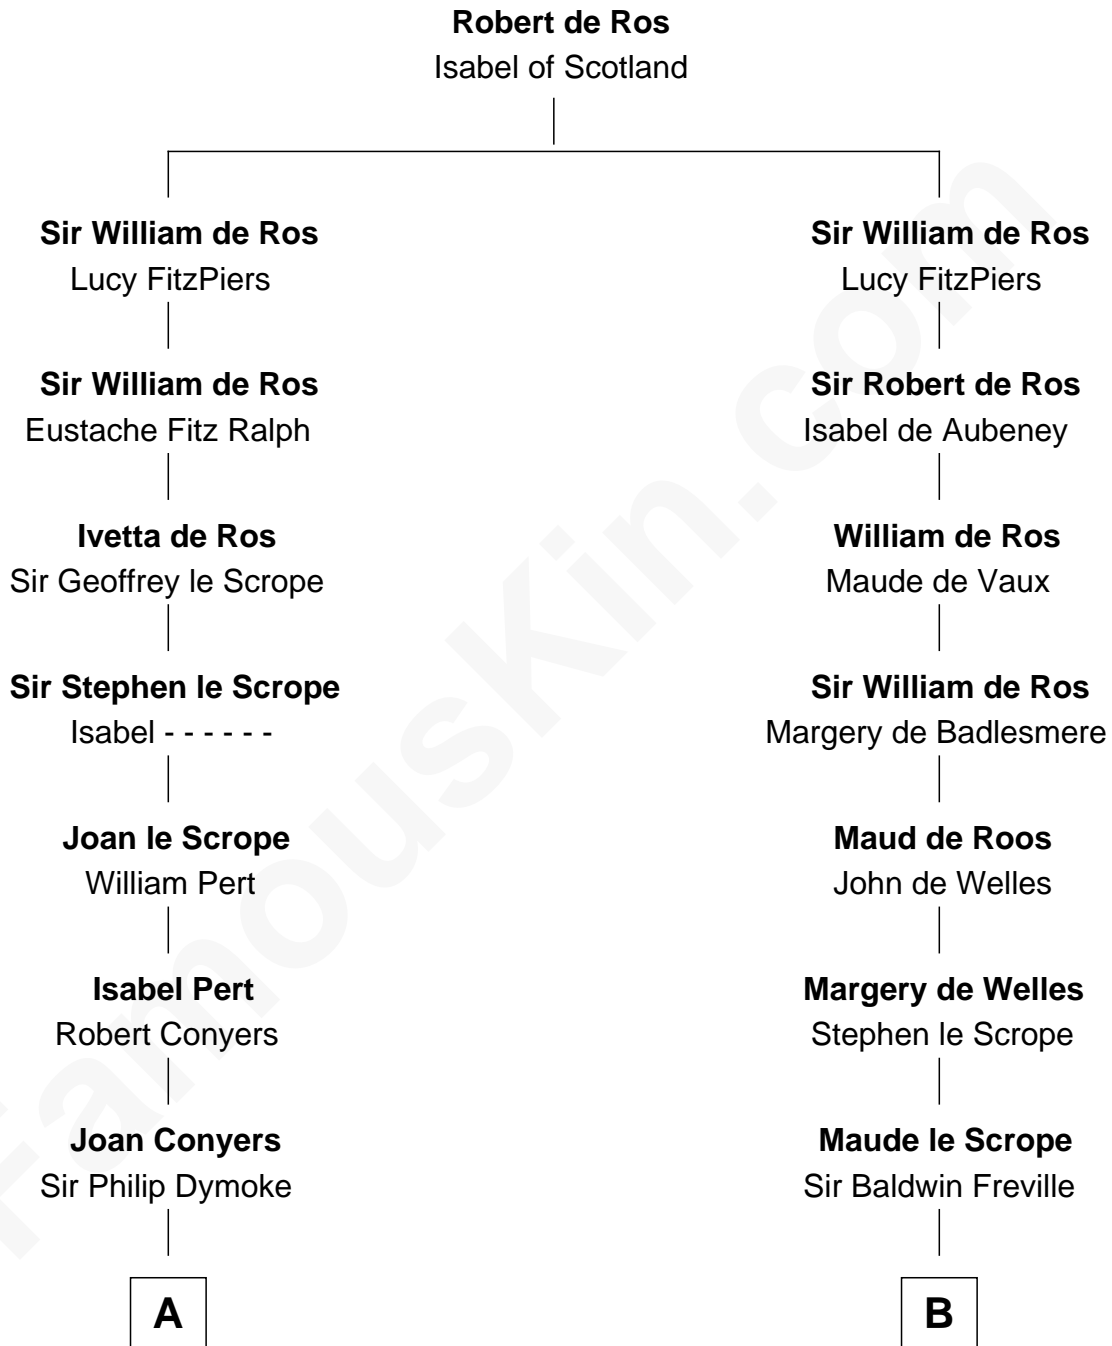 Robert de Ros
Isabel of Scotland
Sir William de Ros
Lucy FitzPiers
Sir William de Ros
Eustache Fitz Ralph
Ivetta de Ros
Sir Geoffrey le Scrope
Sir Stephen le Scrope
Isabel - - - - - -
Joan le Scrope
William Pert
Isabel Pert
Robert Conyers
Joan Conyers
Sir Philip Dymoke
A
Sir William de Ros
Lucy FitzPiers
Sir Robert de Ros
Isabel de Aubeney
William de Ros
Maude de Vaux
Sir William de Ros
Margery de Badlesmere
Maud de Roos
John de Welles
Margery de Welles
Stephen le Scrope
Maude le Scrope
Sir Baldwin Freville
B
FamousKin.com